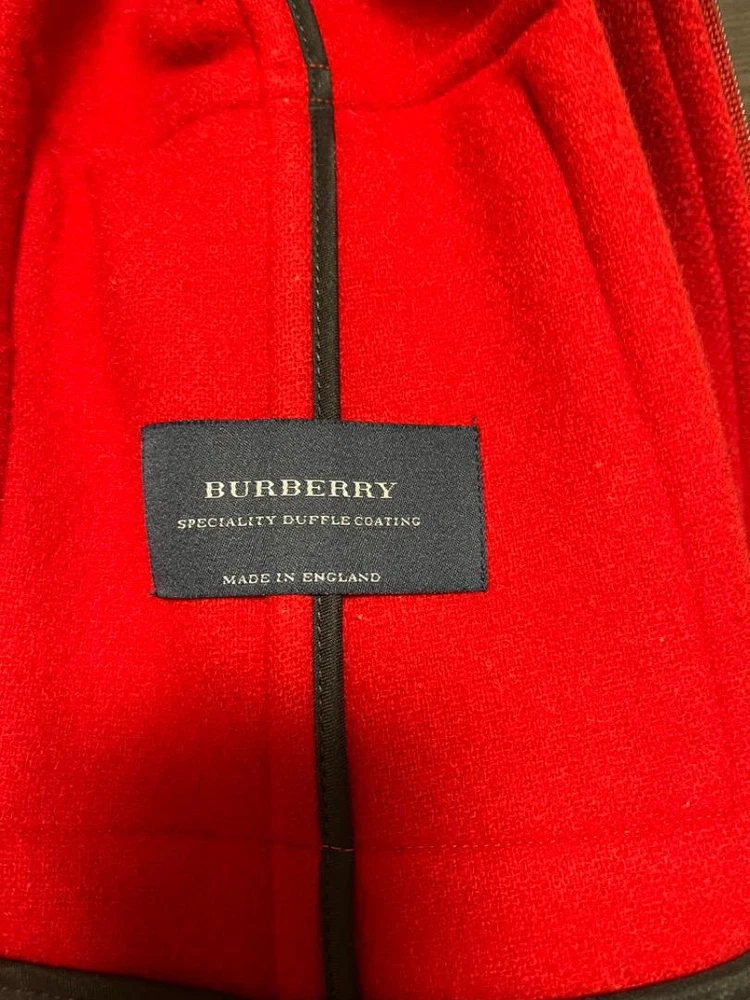 BURBERRY
SPECIALITY DUFFLE COATING
MADE IN ENGLAND